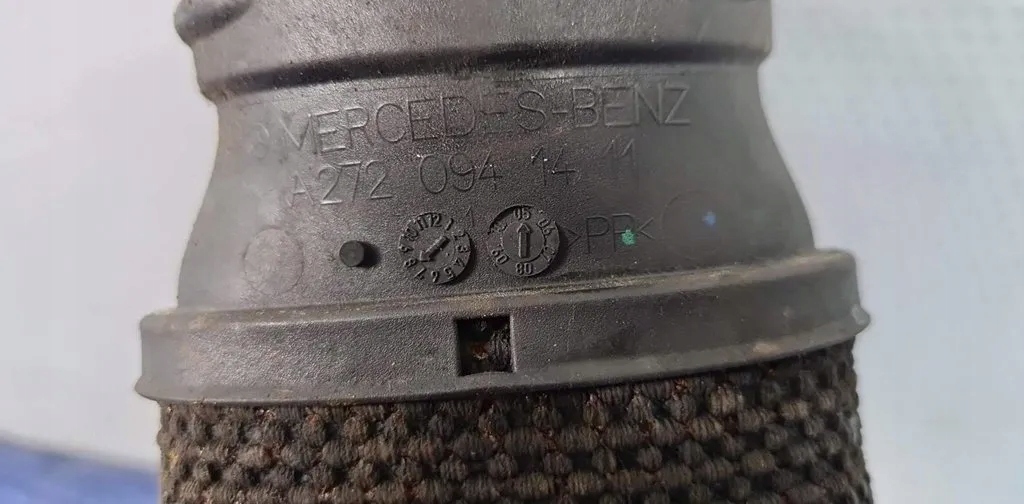 MERCEDES-BENZ
A272 094 14 11
>PP<